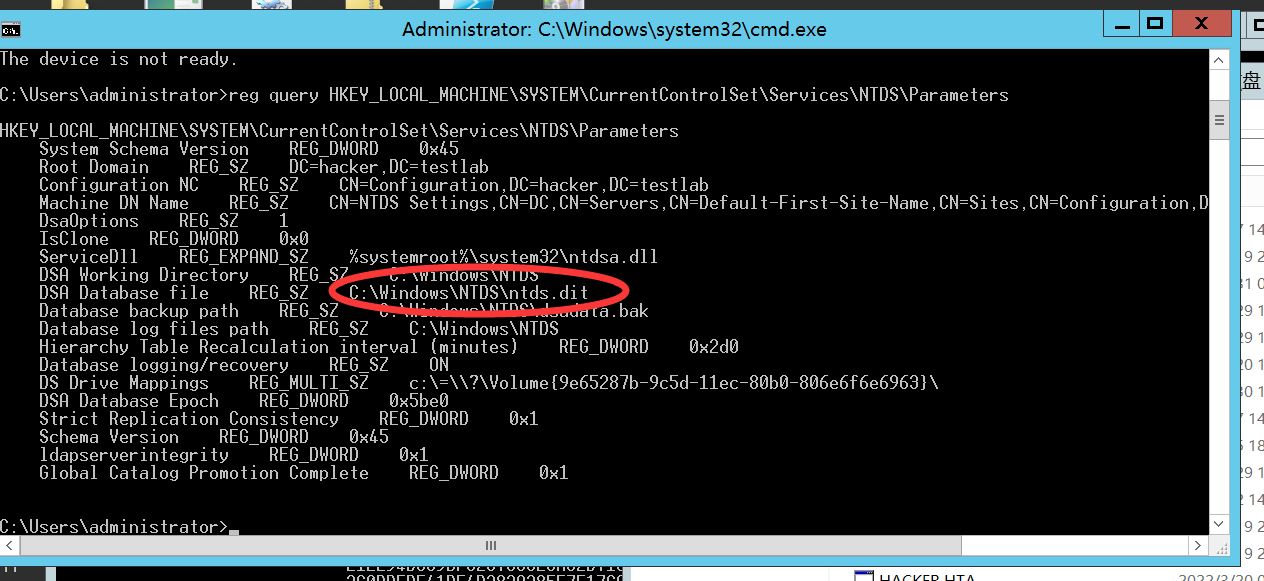 Administrator: C:\Windows\system32\cmd.exe
The device is not ready.
C:\Users\administrator>reg query HKEY_LOCAL_MACHINE\SYSTEM\CurrentControlSet\Services\NTDS\Parameters
HKEY_LOCAL_MACHINE\SYSTEM\CurrentControlSet\Services\NTDS\Parameters
System Schema Version    REG_DWORD    0x45
Root Domain    REG_SZ    DC=hacker,DC=testlab
Configuration NC    REG_SZ    CN=Configuration,DC=hacker,DC=testlab
Machine DN Name    REG_SZ    CN=NTDS Settings,CN=DC,CN=Servers,CN=Default-First-Site-Name,CN=Sites,CN=Configuration,D
DsaOptions    REG_SZ    1
IsClone    REG_DWORD    0x0
ServiceDll    REG_EXPAND_SZ    %systemroot%\system32\ntdsa.dll
DSA Working Directory    REG_SZ    C:\Windows\NTDS
DSA Database file    REG_SZ    C:\Windows\NTDS\ntds.dit
Database backup path    REG_SZ    C:\Windows\NTDS\dsadata.bak
Database log files path    REG_SZ    C:\Windows\NTDS
Hierarchy Table Recalculation interval (minutes)    REG_DWORD    0x2d0
Database logging/recovery    REG_SZ    ON
DS Drive Mappings    REG_MULTI_SZ    c:\=\\?\Volume{9e65287b-9c5d-11ec-80b0-806e6f6e6963}\
DSA Database Epoch    REG_DWORD    0x5be0
Strict Replication Consistency    REG_DWORD    0x1
Schema Version    REG_DWORD    0x45
ldapserverintegrity    REG_DWORD    0x1
Global Catalog Promotion Complete    REG_DWORD    0x1
C:\Users\administrator>_
盘
HACKER.HTA